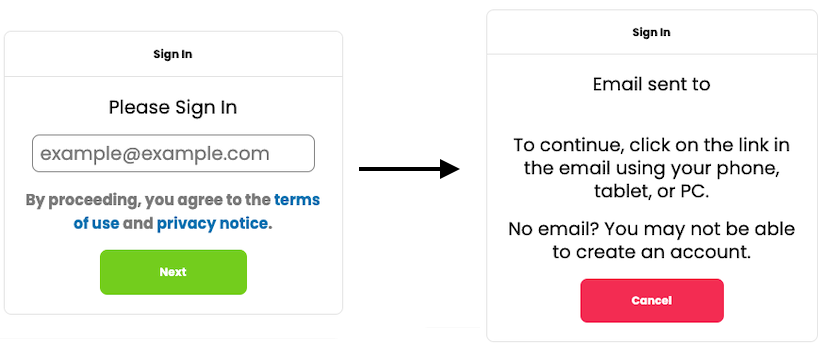 Sign In
Please Sign In
example@example.com
By proceeding, you agree to the terms
of use and privacy notice.
Next
Sign In
Email sent to
To continue, click on the link in
the email using your phone,
tablet, or PC.
No email? You may not be able
to create an account.
Cancel